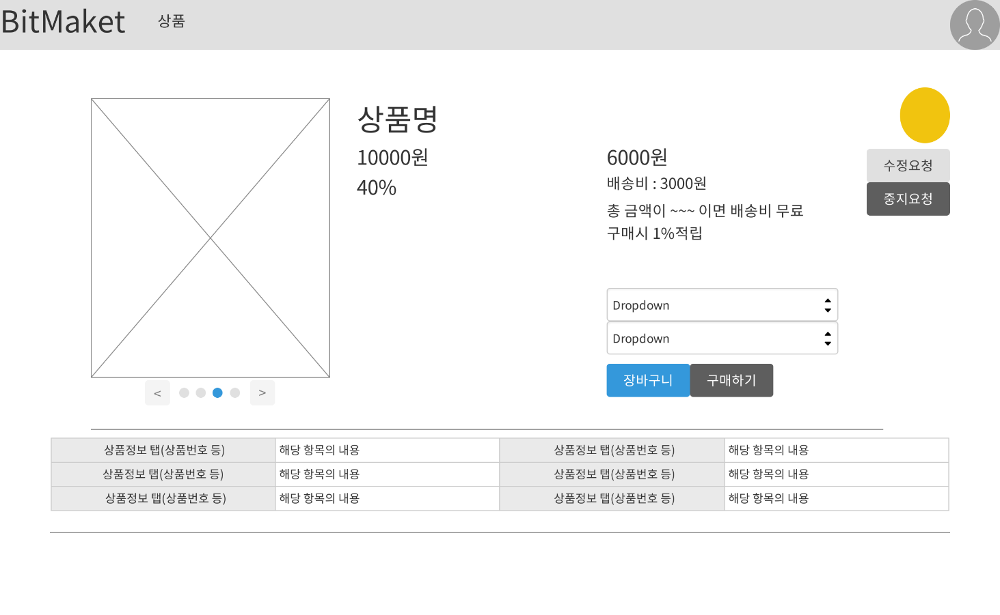 BitMaket 상품
상품명
10000원 6000원
40%
배송비 : 3000원
총 금액이 ~~~ 이면 배송비 무료
구매시 1%적립
수정요청
중지요청
Dropdown
Dropdown
장바구니 구매하기
< >
상품정보 탭(상품번호 등) 해당 항목의 내용 상품정보 탭(상품번호 등) 해당 항목의 내용
상품정보 탭(상품번호 등) 해당 항목의 내용 상품정보 탭(상품번호 등) 해당 항목의 내용
상품정보 탭(상품번호 등) 해당 항목의 내용 상품정보 탭(상품번호 등) 해당 항목의 내용